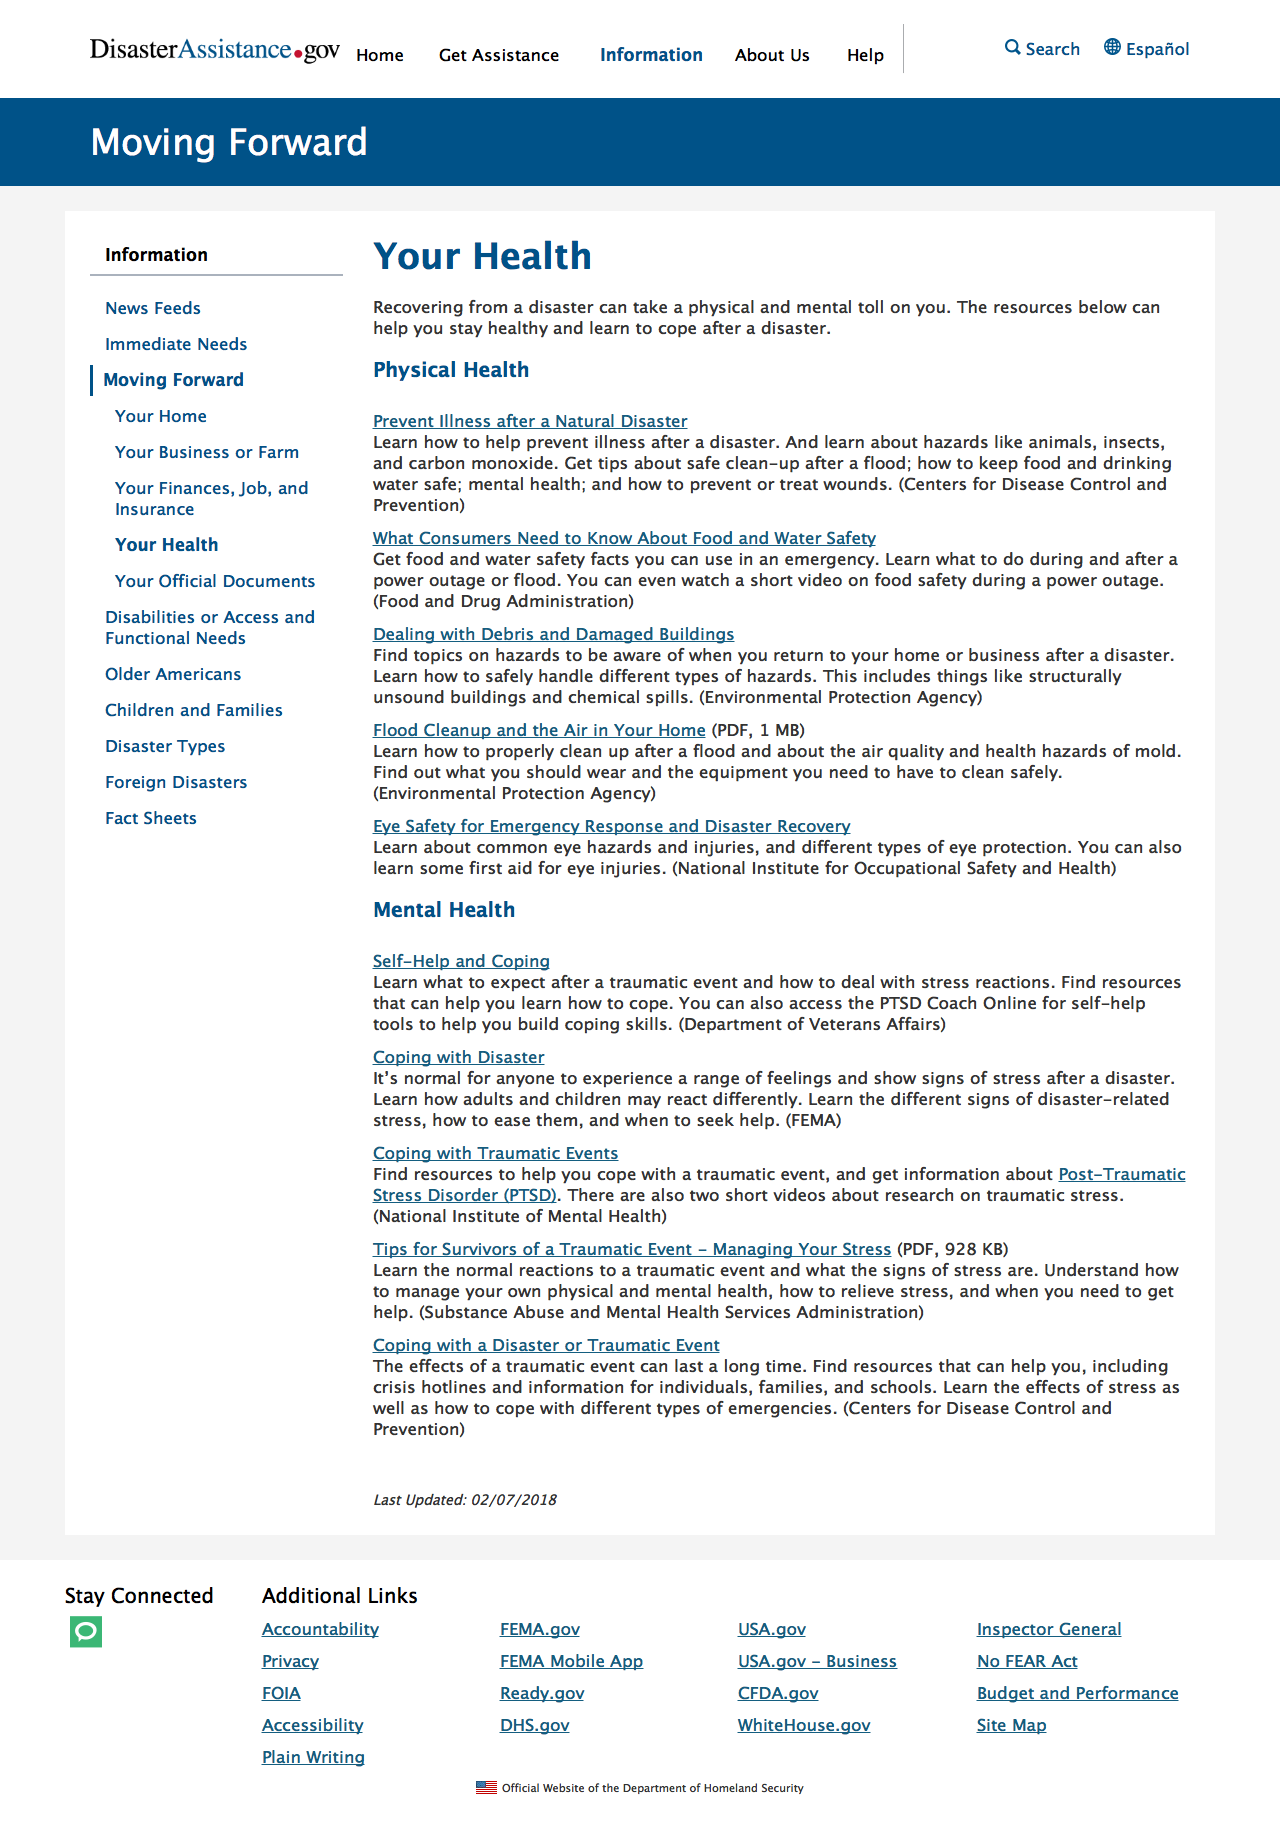 DisasterAssistance.gov Home Get Assistance Information About Us Help Search Español
Moving Forward
Information
News Feeds
Immediate Needs
Moving Forward
Your Home
Your Business or Farm
Your Finances, Job, and
Insurance
Your Health
Your Official Documents
Disabilities or Access and
Functional Needs
Older Americans
Children and Families
Disaster Types
Foreign Disasters
Fact Sheets
Your Health
Recovering from a disaster can take a physical and mental toll on you. The resources below can
help you stay healthy and learn to cope after a disaster.
Physical Health
Prevent Illness after a Natural Disaster
Learn how to help prevent illness after a disaster. And learn about hazards like animals, insects,
and carbon monoxide. Get tips about safe clean-up after a flood; how to keep food and drinking
water safe; mental health; and how to prevent or treat wounds. (Centers for Disease Control and
Prevention)
What Consumers Need to Know About Food and Water Safety
Get food and water safety facts you can use in an emergency. Learn what to do during and after a
power outage or flood. You can even watch a short video on food safety during a power outage.
(Food and Drug Administration)
Dealing with Debris and Damaged Buildings
Find topics on hazards to be aware of when you return to your home or business after a disaster.
Learn how to safely handle different types of hazards. This includes things like structurally
unsound buildings and chemical spills. (Environmental Protection Agency)
Flood Cleanup and the Air in Your Home (PDF, 1 MB)
Learn how to properly clean up after a flood and about the air quality and health hazards of mold.
Find out what you should wear and the equipment you need to have to clean safely.
(Environmental Protection Agency)
Eye Safety for Emergency Response and Disaster Recovery
Learn about common eye hazards and injuries, and different types of eye protection. You can also
learn some first aid for eye injuries. (National Institute for Occupational Safety and Health)
Mental Health
Self-Help and Coping
Learn what to expect after a traumatic event and how to deal with stress reactions. Find resources
that can help you learn how to cope. You can also access the PTSD Coach Online for self-help
tools to help you build coping skills. (Department of Veterans Affairs)
Coping with Disaster
It's normal for anyone to experience a range of feelings and show signs of stress after a disaster.
Learn how adults and children may react differently. Learn the different signs of disaster-related
stress, how to ease them, and when to seek help. (FEMA)
Coping with Traumatic Events
Find resources to help you cope with a traumatic event, and get information about Post-Traumatic
Stress Disorder (PTSD). There are also two short videos about research on traumatic stress.
(National Institute of Mental Health)
Tips for Survivors of a Traumatic Event - Managing Your Stress (PDF, 928 KB)
Learn the normal reactions to a traumatic event and what the signs of stress are. Understand how
to manage your own physical and mental health, how to relieve stress, and when you need to get
help. (Substance Abuse and Mental Health Services Administration)
Coping with a Disaster or Traumatic Event
The effects of a traumatic event can last a long time. Find resources that can help you, including
crisis hotlines and information for individuals, families, and schools. Learn the effects of stress as
well as how to cope with different types of emergencies. (Centers for Disease Control and
Prevention)
Last Updated: 02/07/2018
Stay Connected
Additional Links
Accountability FEMA.gov USA.gov Inspector General
Privacy FEMA Mobile App USA.gov - Business No FEAR Act
FOIA Ready.gov CFDA.gov Budget and Performance
Accessibility DHS.gov WhiteHouse.gov Site Map
Plain Writing
Official Website of the Department of Homeland Security